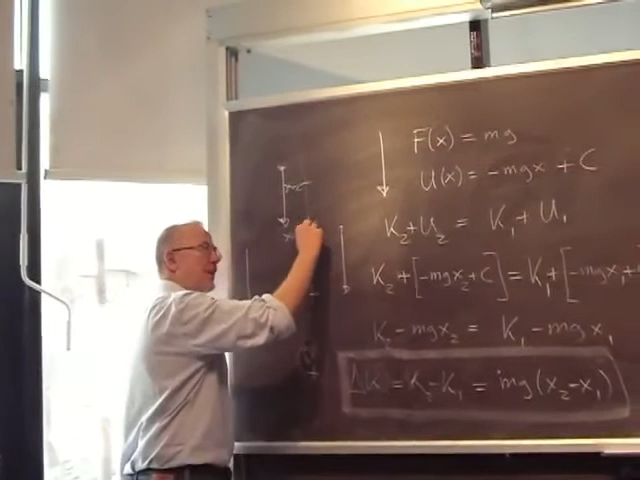 F(x) = mg
U(x) = -mgx + C
K₂+U₂ = K₁+U₁
K₂+[-mgx₂+C]=K₁+[-mgx₁+
K₂-mgx₂ = K₁-mgx₁
ΔK = K₂-K₁ = mg(x₂-x₁)
x